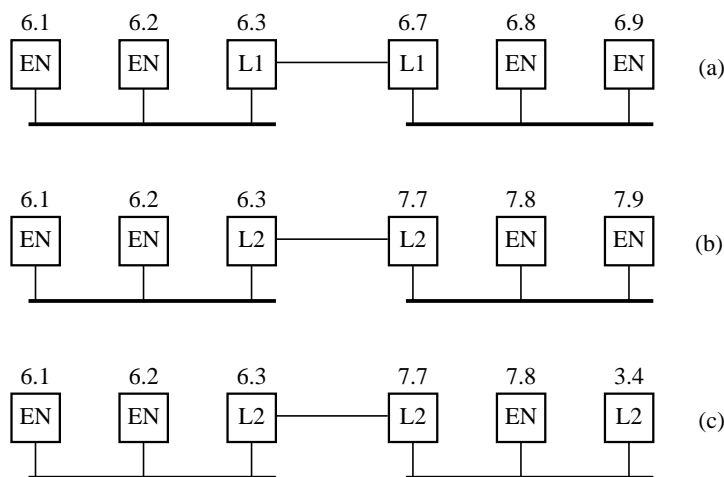 6.1 6.2 6.3 6.7 6.8 6.9
EN EN L1 L1 EN EN (a)
6.1 6.2 6.3 7.7 7.8 7.9
EN EN L2 L2 EN EN (b)
6.1 6.2 6.3 7.7 7.8 3.4
EN EN L2 L2 EN L2 (c)